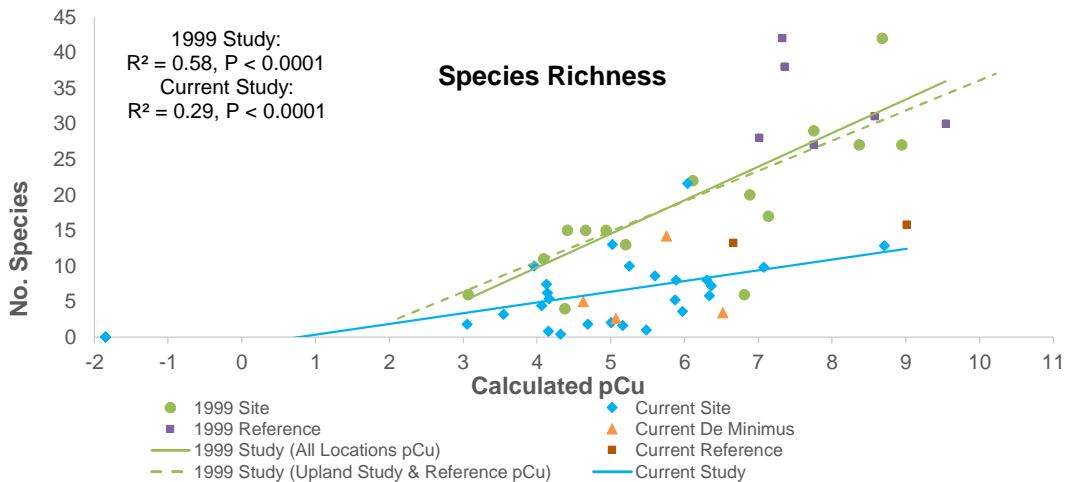 45
40
35
30
25
20
15
10
5
0
No. Species
1999 Study:
R² = 0.58, P < 0.0001
Current Study:
R² = 0.29, P < 0.0001
Species Richness
-2 -1 0 1 2 3 4 5 6 7 8 9 10 11
Calculated pCu
1999 Site
Current Site
1999 Reference
Current De Minimus
1999 Study (All Locations pCu)
Current Reference
1999 Study (Upland Study & Reference pCu)
Current Study